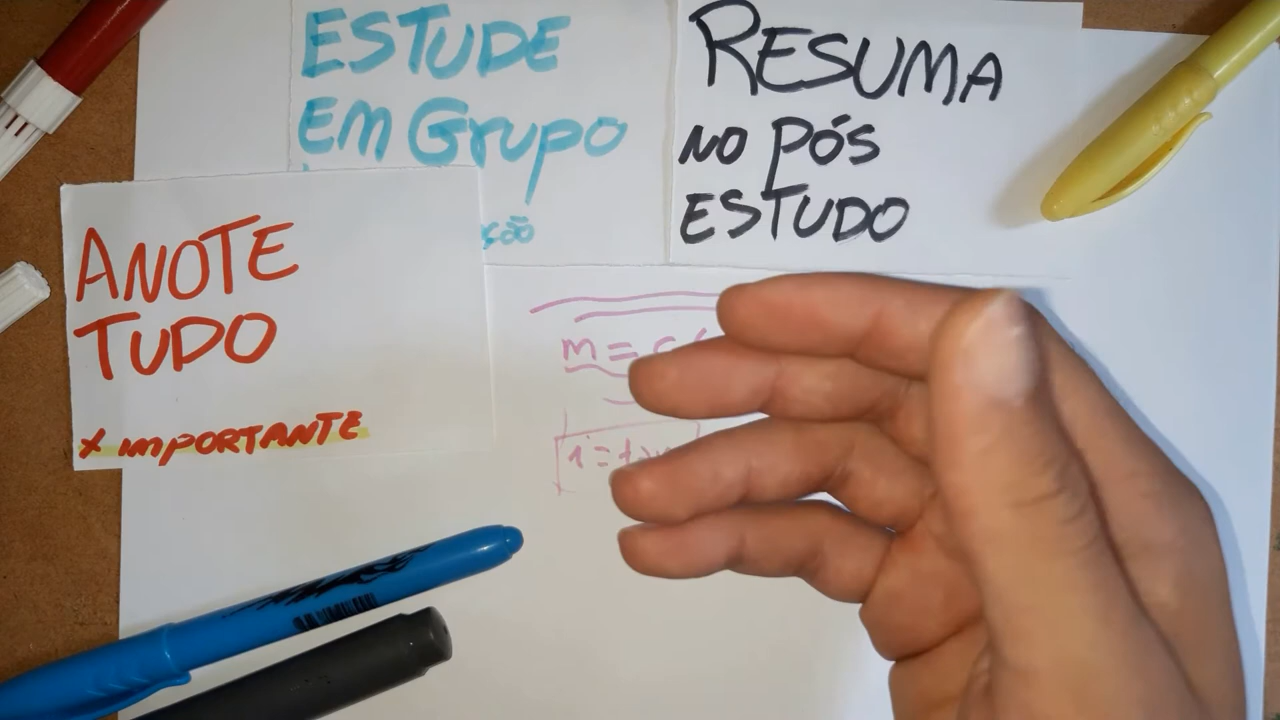 ESTUDE
EM GRUPO
RESUMA
NO PÓS
ESTUDO
ANOTE
TUDO
* IMPORTANTE
m =
i =